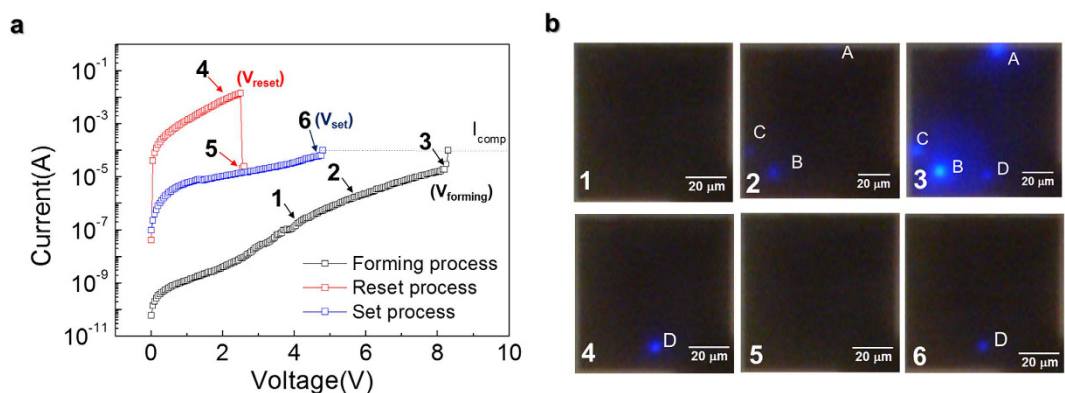 a
Current(A)
10⁻¹
10⁻³
10⁻⁵
10⁻⁷
10⁻⁹
10⁻¹¹
4
(V_reset)
6 (V_set)
5
3
I_comp
2
(V_forming)
1
Forming process
Reset process
Set process
0 2 4 6 8 10
Voltage(V)
b
1
20 μm
A
C
B
2
20 μm
A
C
B
D
3
20 μm
D
4
20 μm
5
20 μm
D
6
20 μm